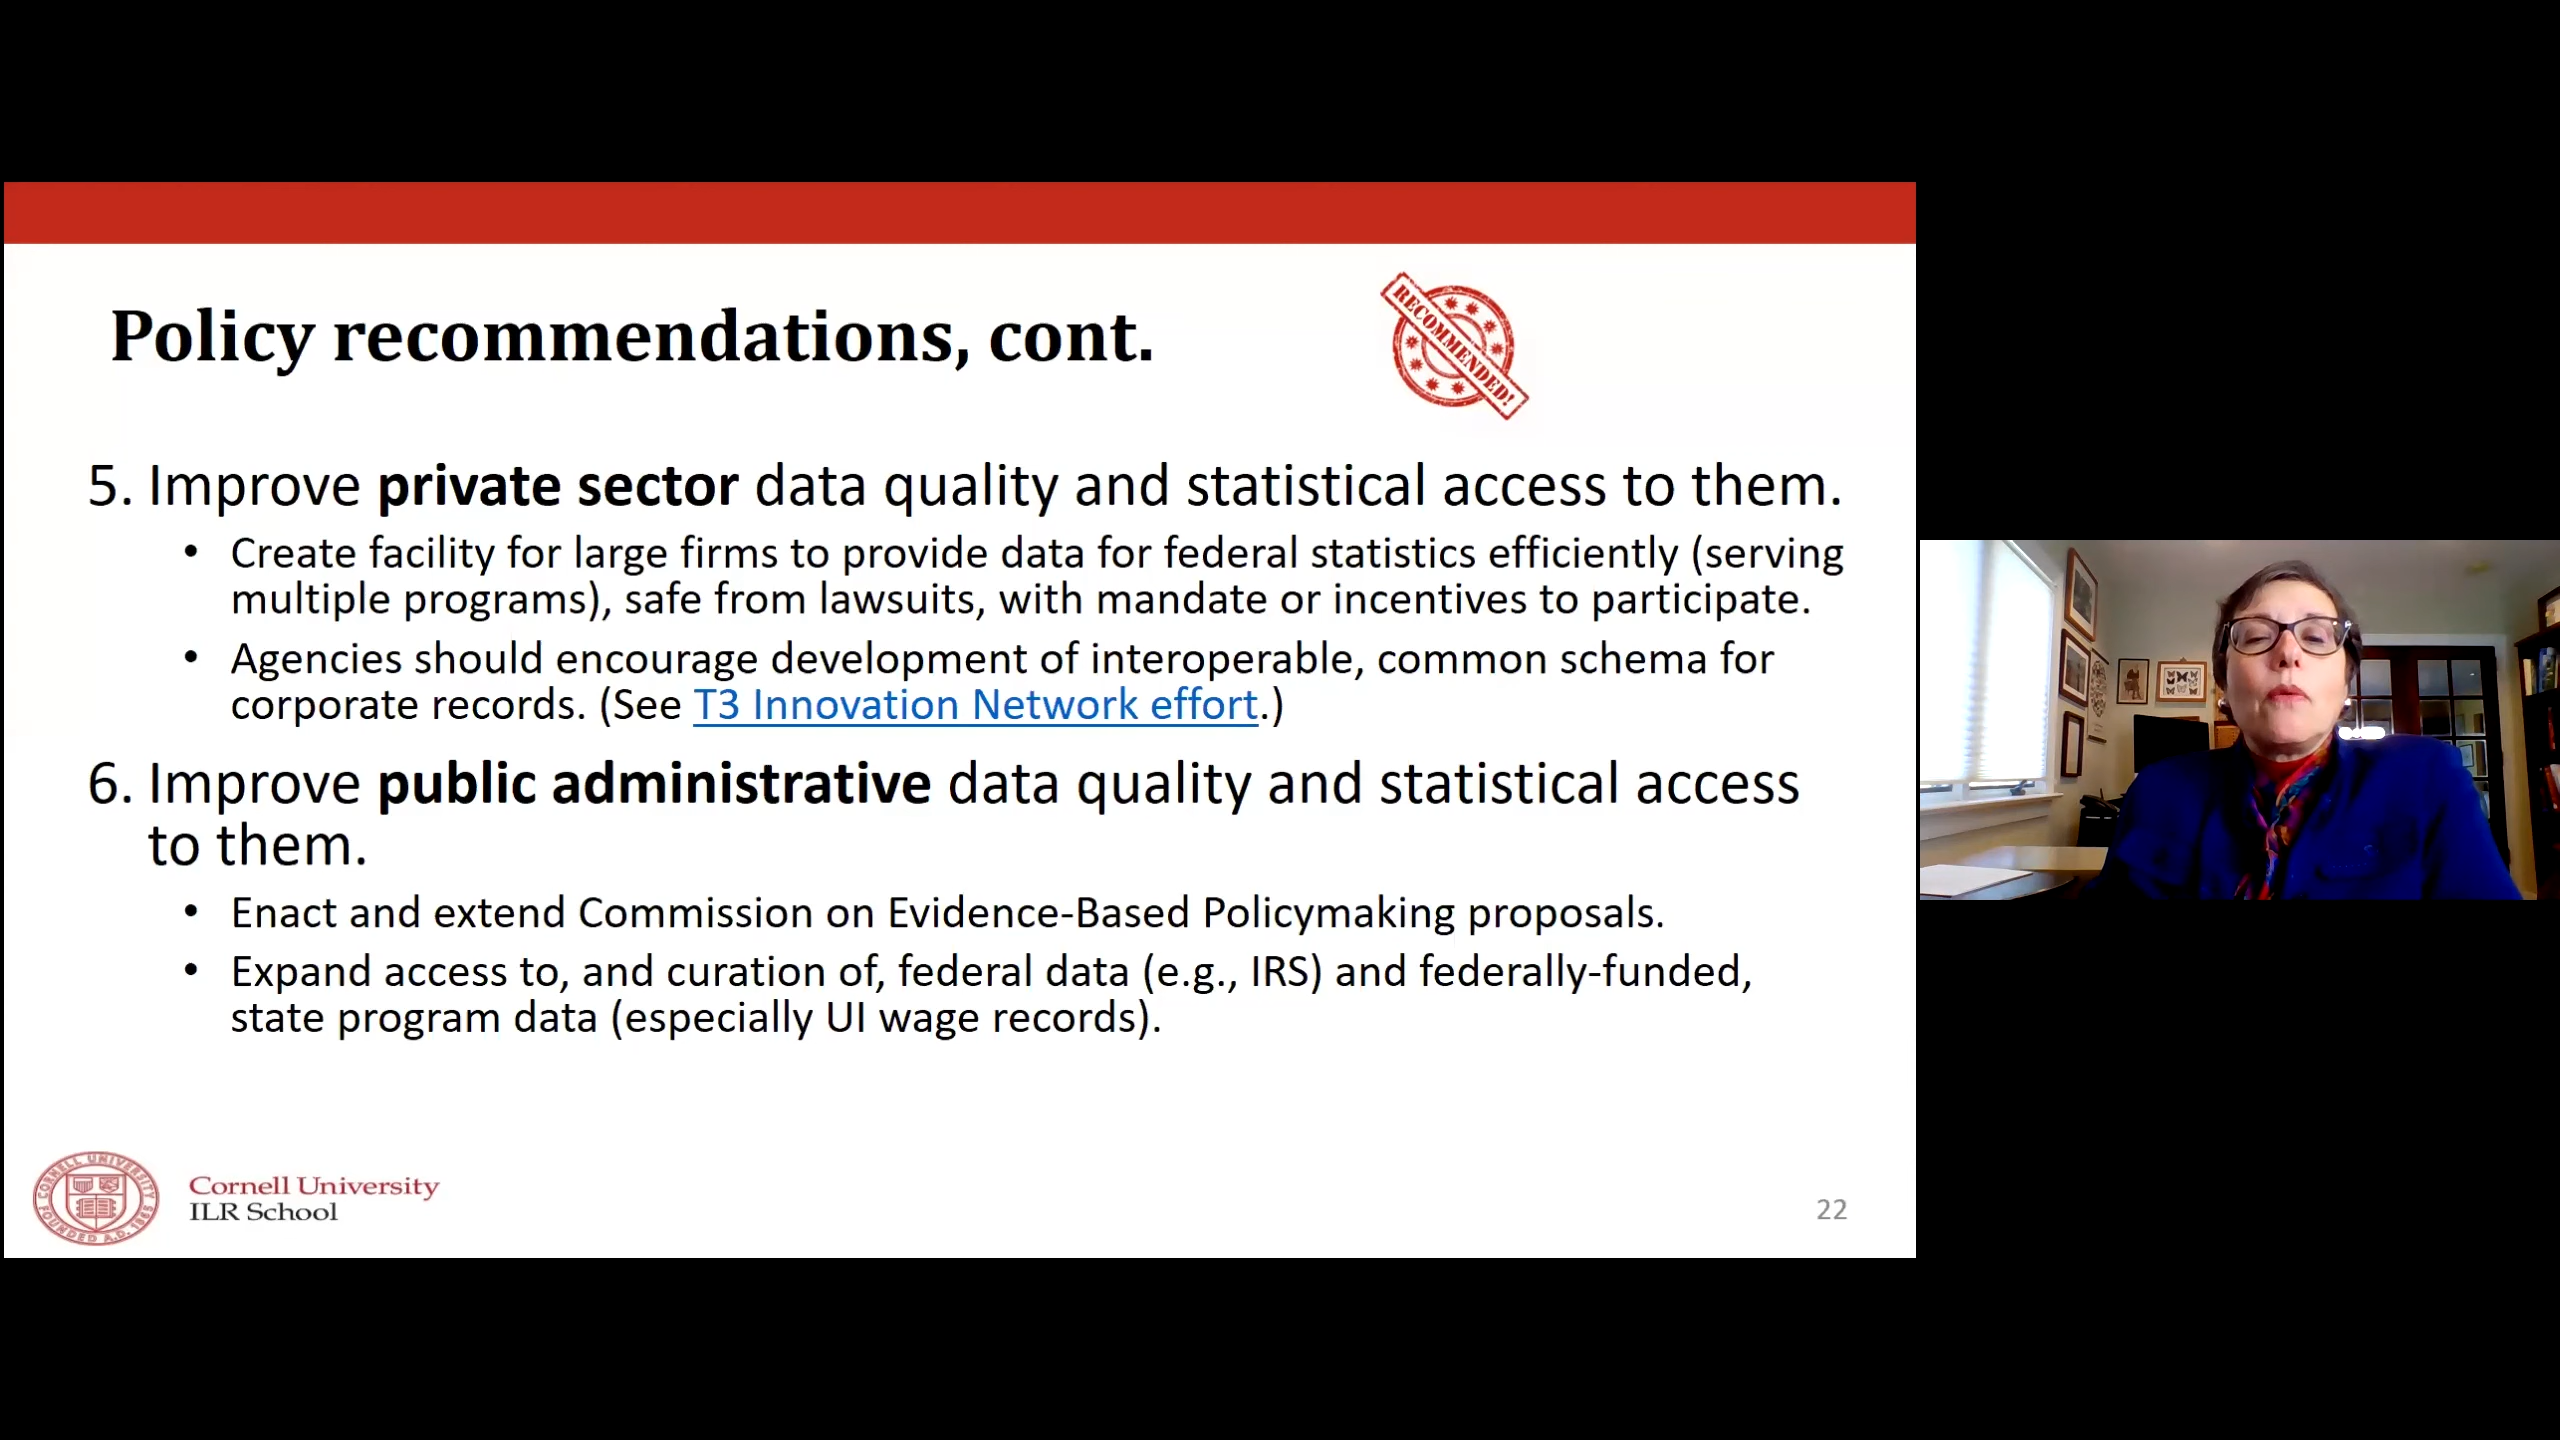 Policy recommendations, cont.
RECOMMENDED!
5. Improve private sector data quality and statistical access to them.
• Create facility for large firms to provide data for federal statistics efficiently (serving
multiple programs), safe from lawsuits, with mandate or incentives to participate.
• Agencies should encourage development of interoperable, common schema for
corporate records. (See T3 Innovation Network effort.)
6. Improve public administrative data quality and statistical access
to them.
• Enact and extend Commission on Evidence-Based Policymaking proposals.
• Expand access to, and curation of, federal data (e.g., IRS) and federally-funded,
state program data (especially UI wage records).
CORNELL UNIVERSITY
FOUNDED A.D. 1865
Cornell University
ILR School
22